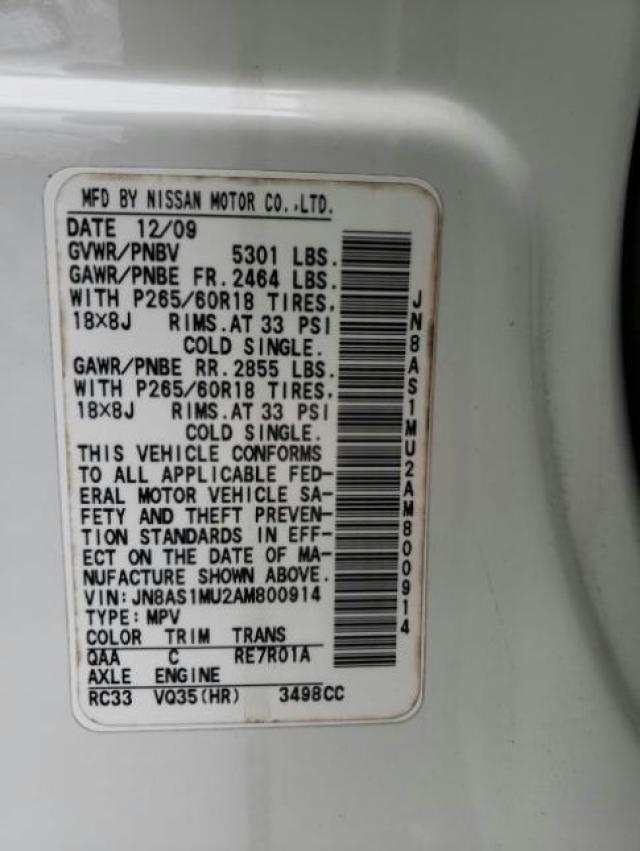 MFD BY NISSAN MOTOR CO.,LTD.
DATE 12/09
GVWR/PNBV 5301 LBS.
GAWR/PNBE FR. 2464 LBS.
WITH P265/60R18 TIRES,
18X8J RIMS.AT 33 PSI
COLD SINGLE.
GAWR/PNBE RR. 2855 LBS.
WITH P265/60R18 TIRES,
18X8J RIMS.AT 33 PSI
COLD SINGLE.
THIS VEHICLE CONFORMS
TO ALL APPLICABLE FED-
ERAL MOTOR VEHICLE SA-
FETY AND THEFT PREVEN-
TION STANDARDS IN EFF-
ECT ON THE DATE OF MA-
NUFACTURE SHOWN ABOVE.
VIN: JN8AS1MU2AM800914
TYPE: MPV
COLOR TRIM TRANS
QAA C RE7R01A
AXLE ENGINE
RC33 VQ35(HR) 3498CC
JN8AS1MU2AM800914